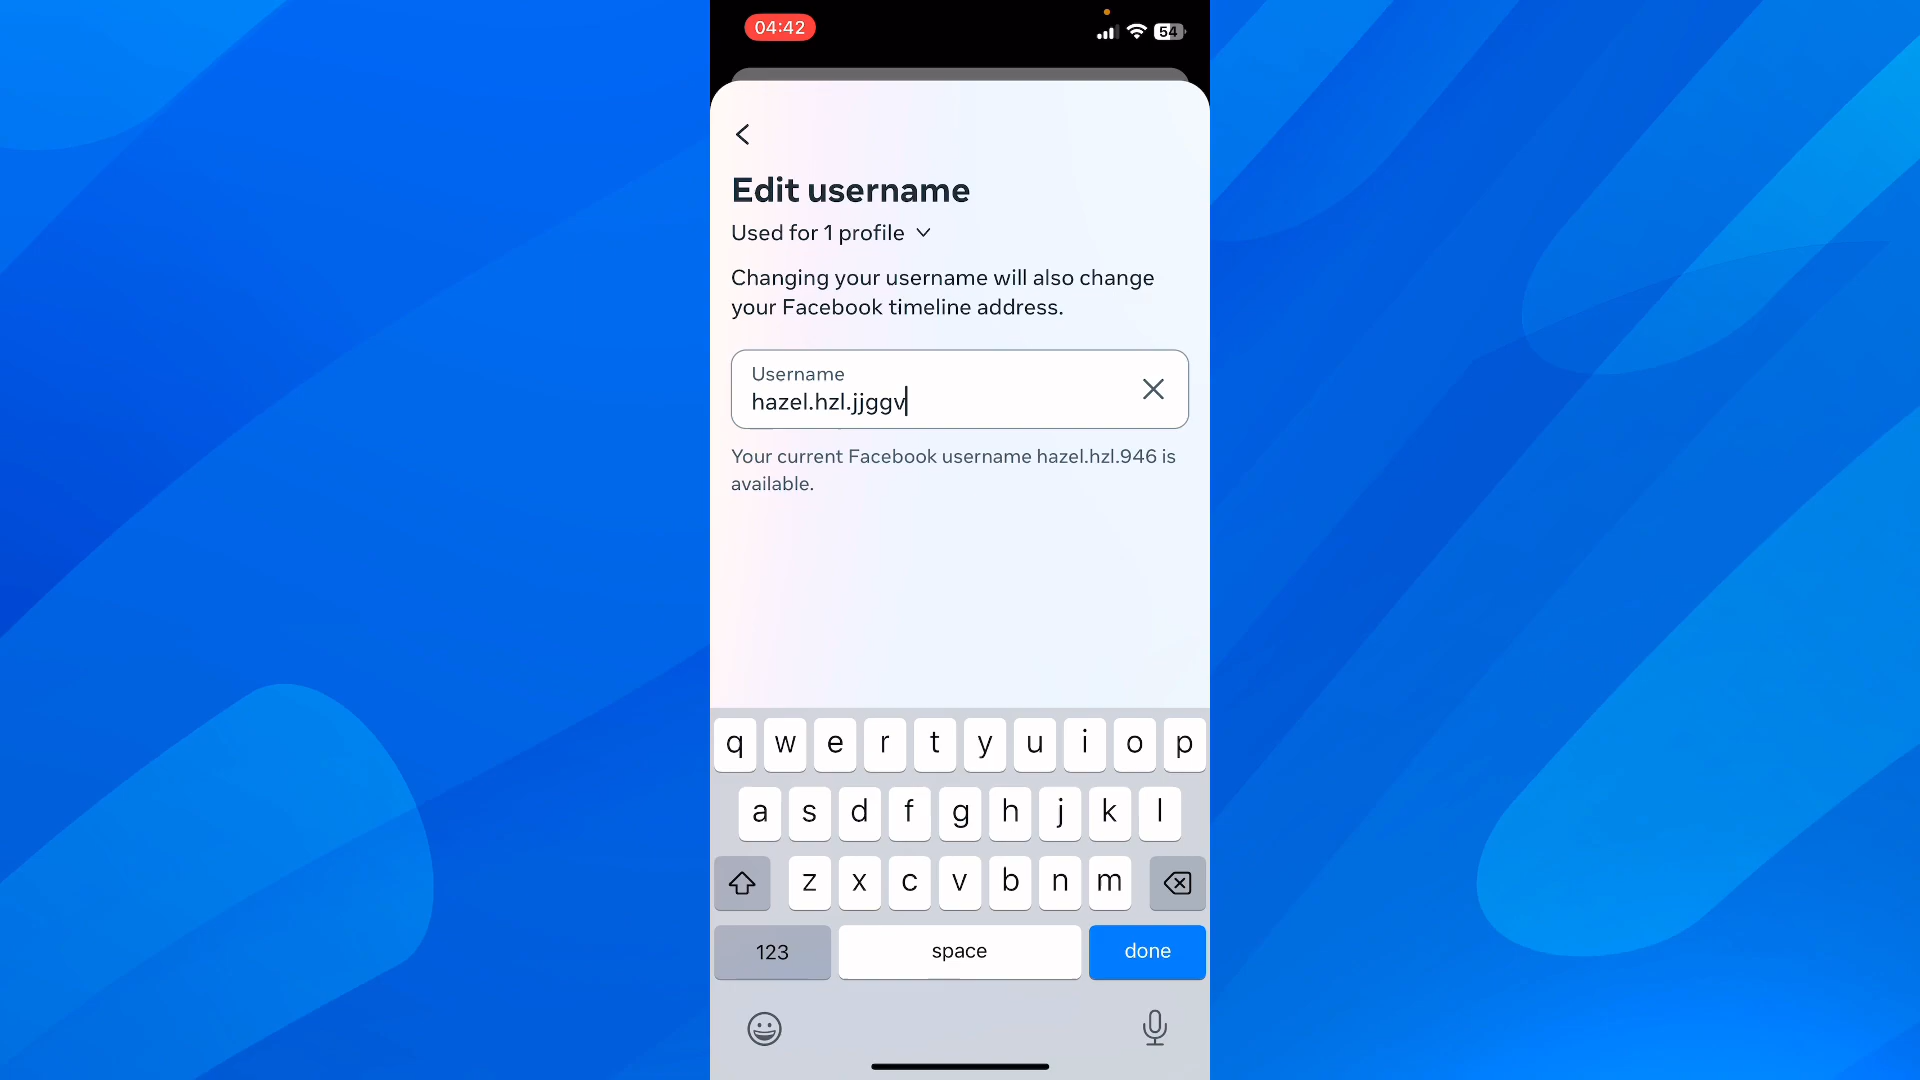 04:42
54
Edit username
Used for 1 profile
Changing your username will also change
your Facebook timeline address.
Username
hazel.hzl.jjggv
Your current Facebook username hazel.hzl.946 is
available.
q w e r t y u i o p
a s d f g h j k l
z x c v b n m
123 space done